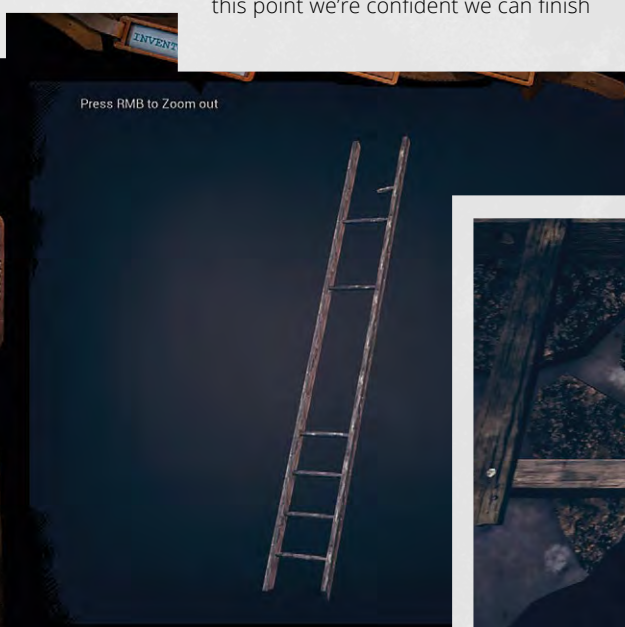 this point we're confident we can finish
INVENT
Press RMB to Zoom out